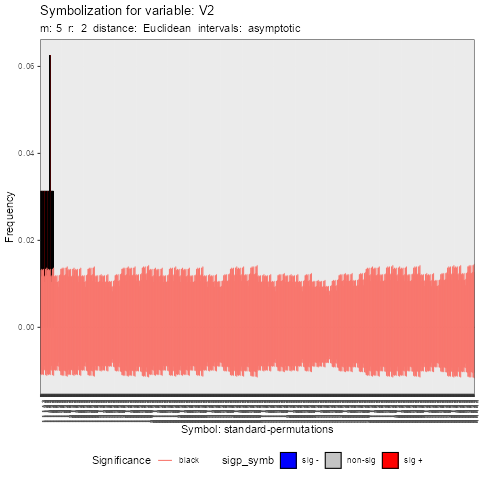 Symbolization for variable: V2
m: 5 r: 2 distance: Euclidean intervals: asymptotic
0.06
0.04
0.02
0.00
Frequency
Symbol: standard-permutations
Significance black sigp_symb sig - non-sig sig +